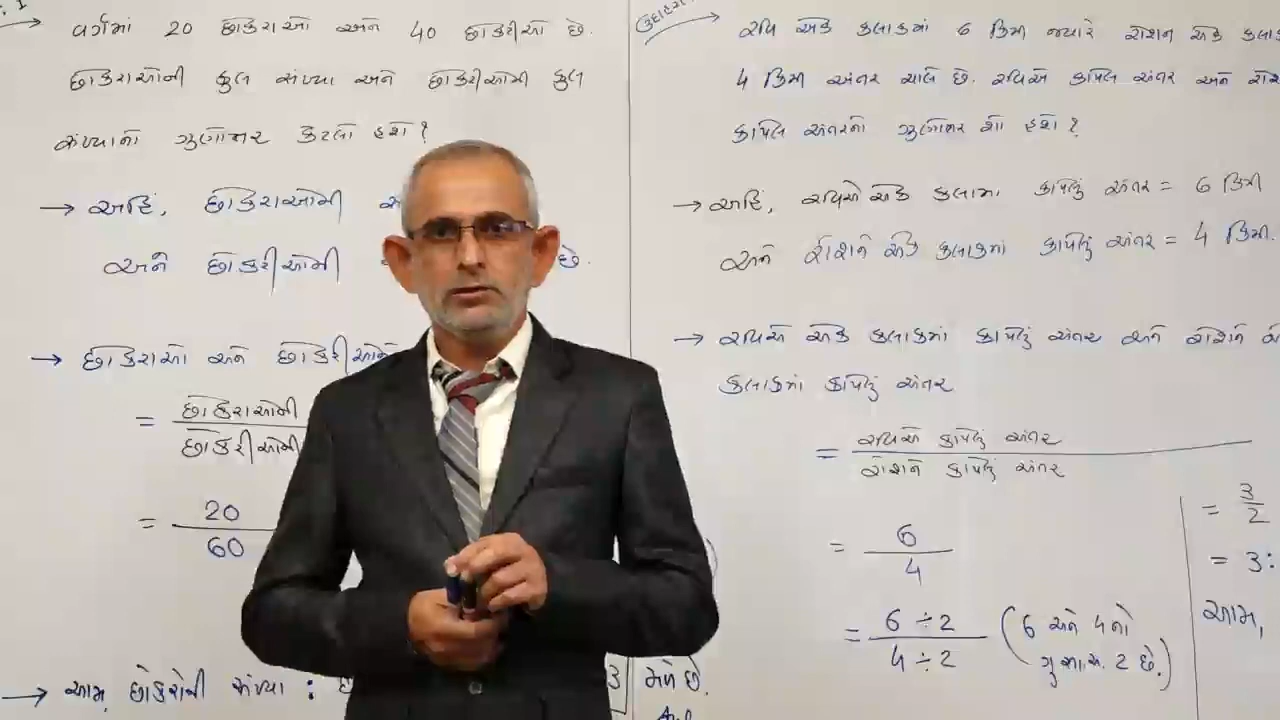 વર્ગમાં 20 છોકરાઓ અને 40 છોકરીઓ છે.
છોકરાઓની કુલ સંખ્યા અને છોકરીઓની કુલ
સંખ્યાનો ગુણોત્તર કેટલો હશે?
→ અહિં, છોકરાઓની
અને છોકરીઓની છે.
→ છોકરાઓ અને
= છોકરાઓની
છોકરીઓની
= 20
60
→ આમ, છોકરોની સંખ્યા : 3 મળે છે.
રવિ એક કલાકમાં 6 કિમી જ્યારે રોશન એક
4 કિમી અંતર ચાલે છે. રવિએ કાપેલ અંતર અને
કાપેલ અંતરનો ગુણોત્તર શો હશે?
→ અહિં, રવિએ એક કલાકમાં કાપેલું અંતર = 6 કિમી
અને રોશને એક કલાકમાં કાપેલું અંતર = 4 કિમી.
→ રવિએ એક કલાકમાં કાપેલું અંતર અને રોશને
કલાકમાં કાપેલું અંતર
= રવિએ કાપેલું અંતર
રોશને કાપેલું અંતર
= 6
4
= 6 ÷ 2
4 ÷ 2
(6 અને 4 નો
ગુ.સા.અ. 2 છે.)
= 3
2
= 3 :
આમ,